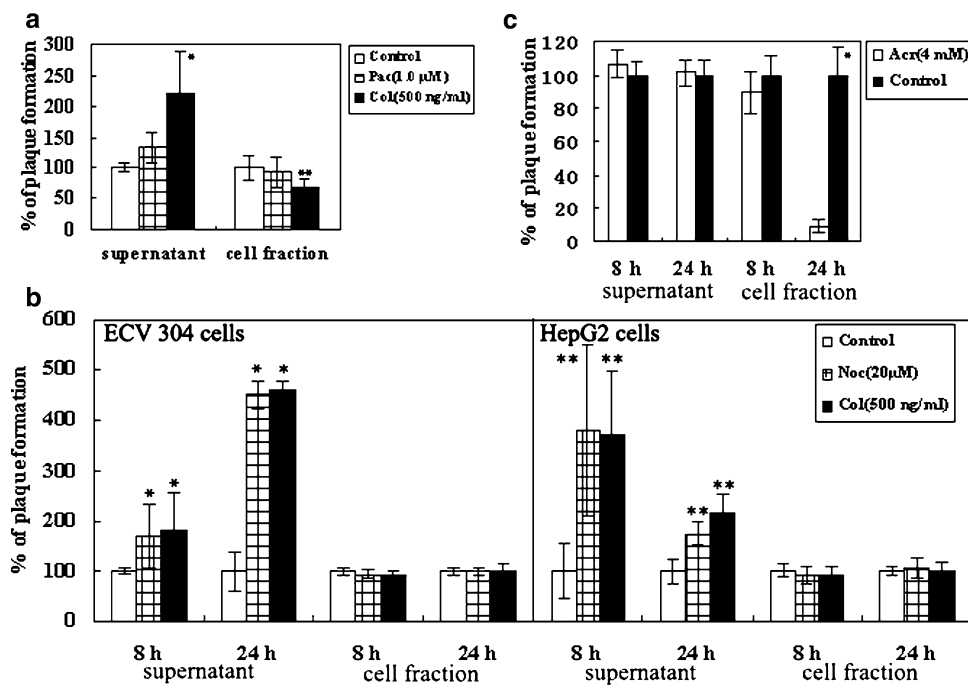 a
% of plaque formation
300
250
200
150
100
50
0
*
**
supernatant
cell fraction
Control
Pac(1.0 µM)
Col(500 ng/ml)
c
% of plaque formation
120
100
80
60
40
20
0
*
8 h 24 h 8 h 24 h
supernatant cell fraction
Acr(4 mM)
Control
b
% of plaque formation
600
500
400
300
200
100
0
ECV 304 cells
HepG2 cells
* *
* *
** **
** **
Control
Noc(20µM)
Col(500 ng/ml)
8 h 24 h 8 h 24 h 8 h 24 h 8 h 24 h
supernatant cell fraction supernatant cell fraction